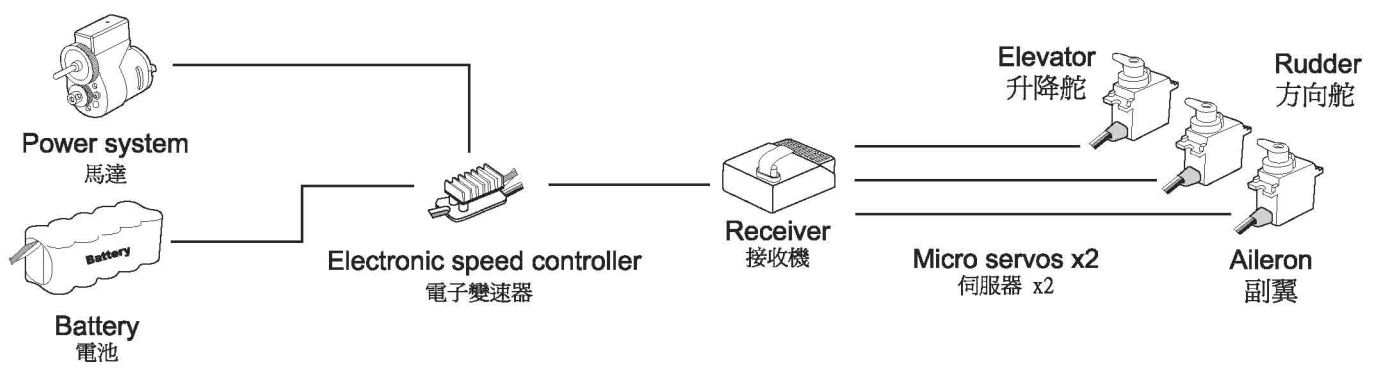 Power system
馬達
Battery
Battery
電池
Electronic speed controller
電子變速器
Receiver
接收機
Micro servos x2
伺服器 x2
Elevator
升降舵
Rudder
方向舵
Aileron
副翼